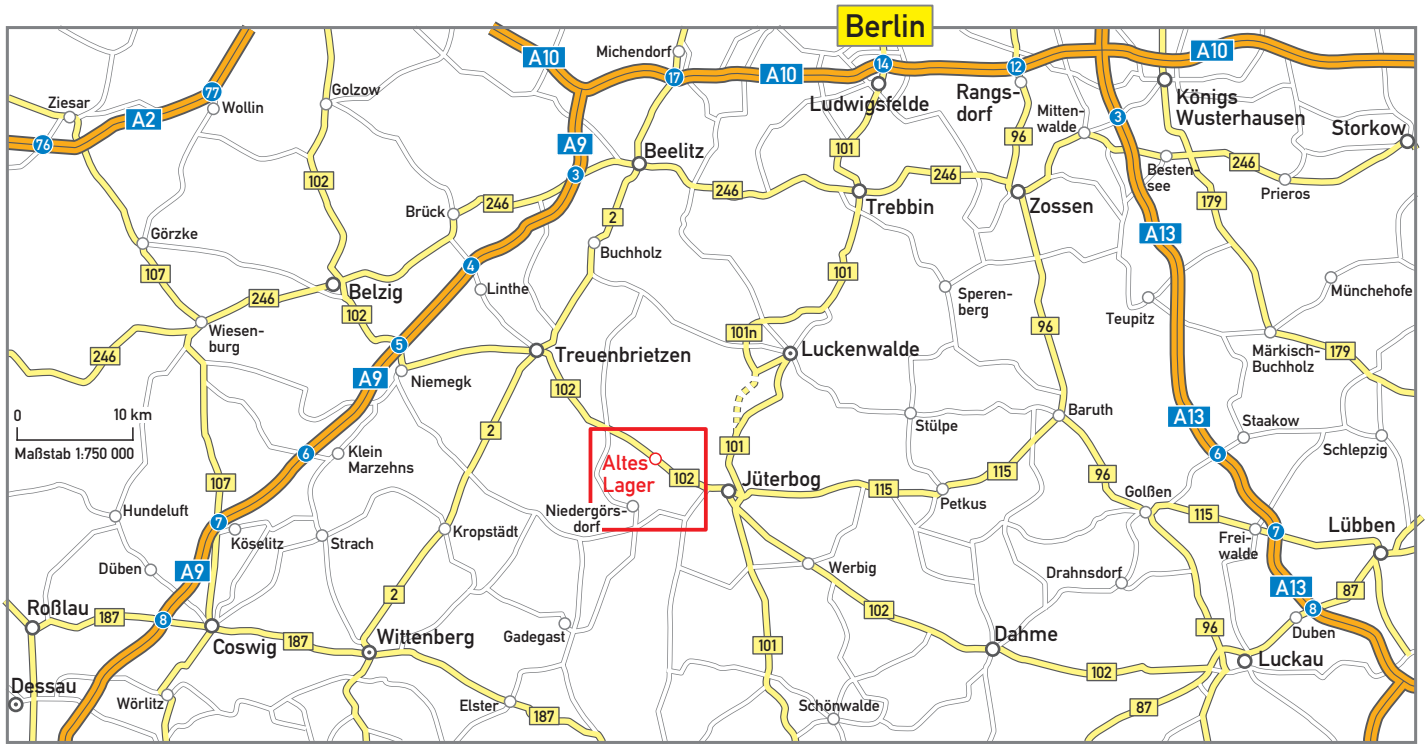 Berlin
A10
Michendorf
17
A10
14
12
A10
Ziesar
77
Wollin
Golzow
A2
76
Ludwigsfelde
Rangs-
dorf
Mitten-
walde
3
Königs
Wusterhausen
Storkow
A9
3
Beelitz
101
96
102
246
246
246
Besten-
see
246
Prieros
Brück
246
2
Trebbin
Zossen
179
Görzke
Buchholz
A13
107
4
101
246
Belzig
Linthe
Speren-
berg
Münchehofe
102
Teupitz
Wiesen-
burg
101n
96
246
5
Treuenbrietzen
Luckenwalde
Märkisch-
Buchholz
179
A9
Niemegk
102
0
10 km
Maßstab 1:750 000
2
Stülpe
Baruth
A13
Staakow
Schlepzig
6
Klein
Marzehns
101
6
Altes
Lager
102
107
Jüterbog
115
115
96
Petkus
Golßen
Hundeluft
7
Köselitz
Strach
Kropstädt
Niedergörs-
dorf
115
Frei-
walde
7
Lübben
Düben
A9
Werbig
Drahnsdorf
A13
87
2
102
8
Duben
Roßlau
187
8
Coswig
187
Wittenberg
Gadegast
101
Dahme
96
102
Luckau
Dessau
Wörlitz
Elster
187
Schönwalde
87